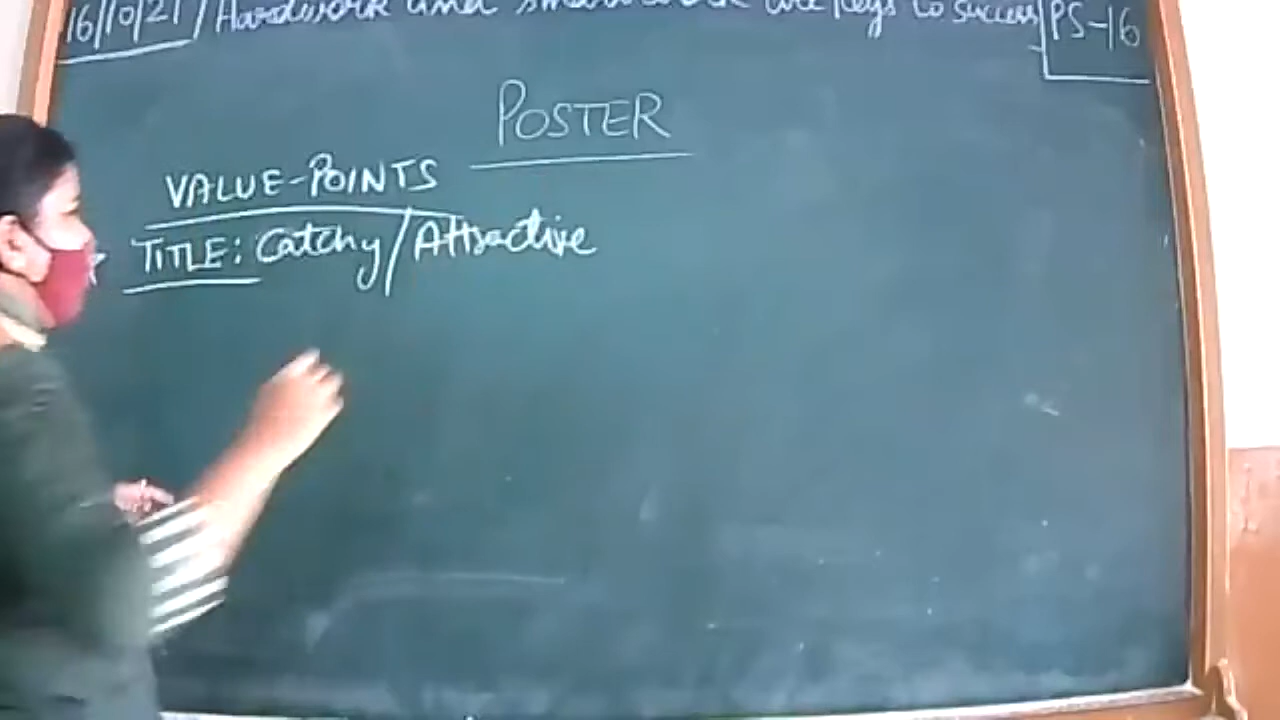 16/10/21 / Hardwork and smartwork are keys to success PS-16
POSTER
VALUE-POINTS
TITLE: Catchy/Attractive